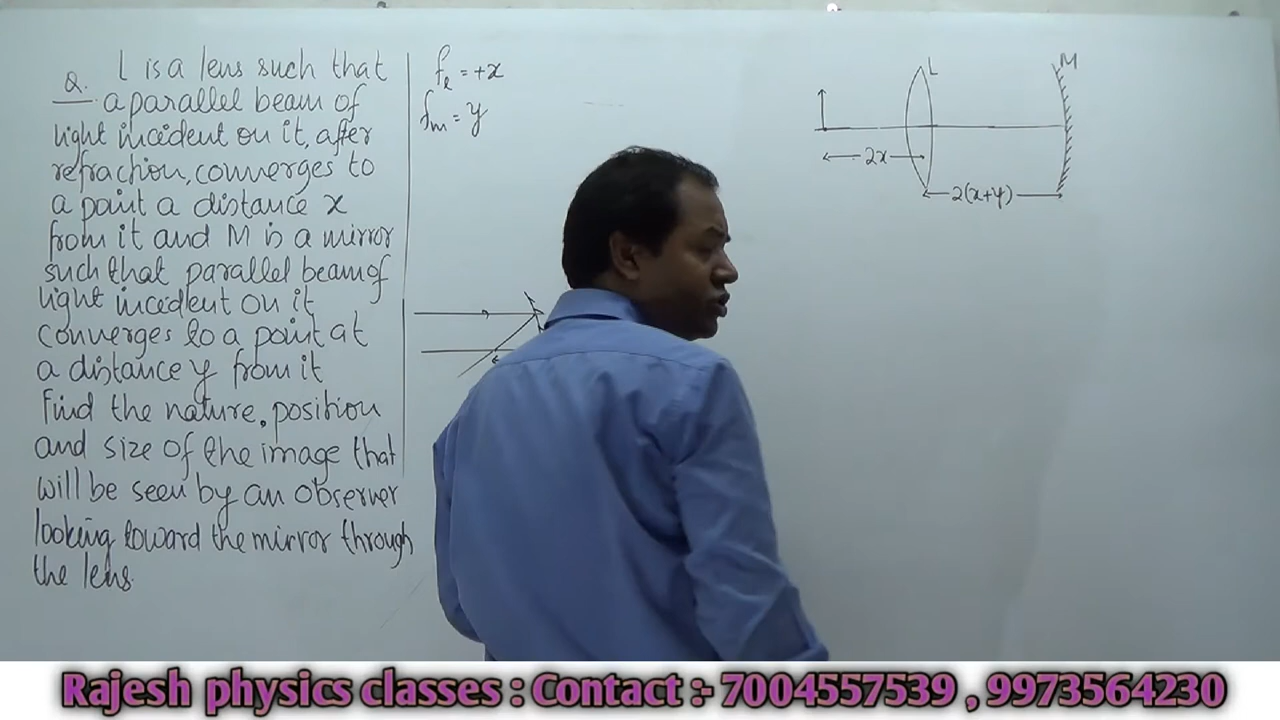 Q. L is a lens such that
a parallel beam of
light incident on it, after
refraction, converges to
a point a distance x
from it and M is a mirror
such that parallel beam of
light incident on it
converges to a point at
a distance y from it
Find the nature, position
and size of the image that
will be seen by an observer
looking toward the mirror through
the lens.
fℓ = +x
fm = y
L
M
2x
2(x+y)
Rajesh physics classes : Contact :- 7004557539 , 9973564230